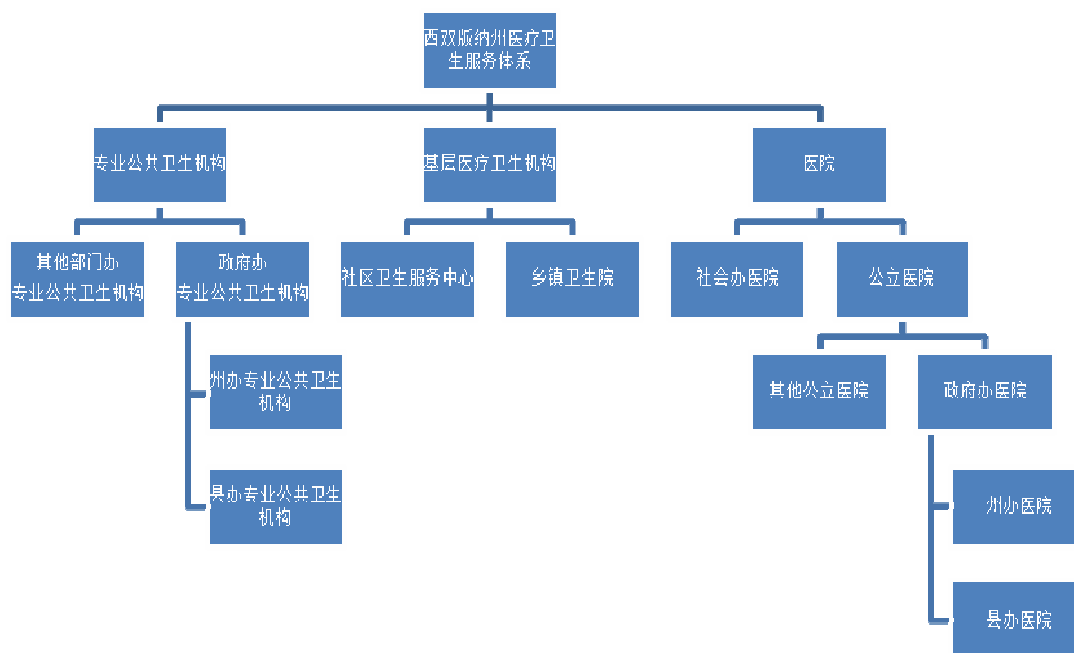 西双版纳州医疗卫
生服务体系
专业公共卫生机构
基层医疗卫生机构
医院
其他部门办
专业公共卫生机构
政府办
专业公共卫生机构
社区卫生服务中心
乡镇卫生院
社会办医院
公立医院
州办专业公共卫生
机构
其他公立医院
政府办医院
县办专业公共卫生
机构
州办医院
县办医院